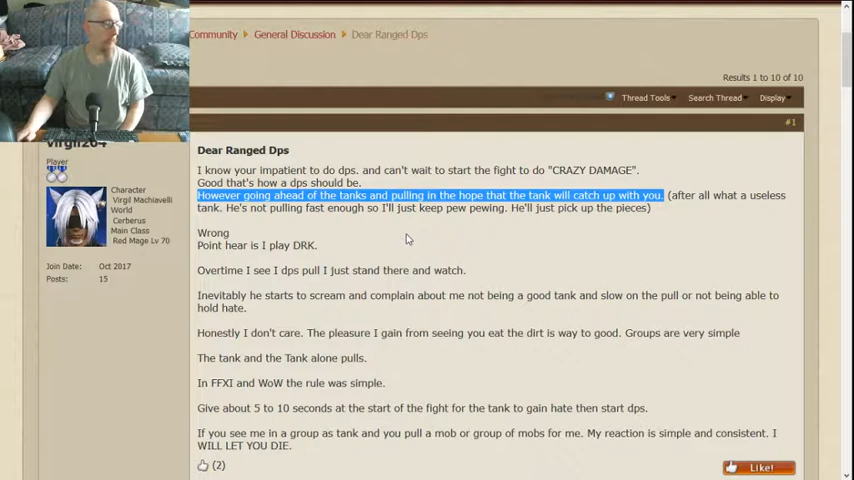 Community General Discussion Dear Ranged Dps
Results 1 to 10 of 10
Thread Tools Search Thread Display
#1
virgil264
Player
Character
Virgil Machiavelli
World
Cerberus
Main Class
Red Mage Lv 70
Join Date: Oct 2017
Posts: 15
Dear Ranged Dps
I know your impatient to do dps. and can't wait to start the fight to do "CRAZY DAMAGE".
Good that's how a dps should be.
However going ahead of the tanks and pulling in the hope that the tank will catch up with you. (after all what a useless
tank. He's not pulling fast enough so I'll just keep pew pewing. He'll just pick up the pieces)
Wrong
Point hear is I play DRK.
Overtime I see I dps pull I just stand there and watch.
Inevitably he starts to scream and complain about me not being a good tank and slow on the pull or not being able to
hold hate.
Honestly I don't care. The pleasure I gain from seeing you eat the dirt is way to good. Groups are very simple
The tank and the Tank alone pulls.
In FFXI and WoW the rule was simple.
Give about 5 to 10 seconds at the start of the fight for the tank to gain hate then start dps.
If you see me in a group as tank and you pull a mob or group of mobs for me. My reaction is simple and consistent. I
WILL LET YOU DIE.
(2)
Like!